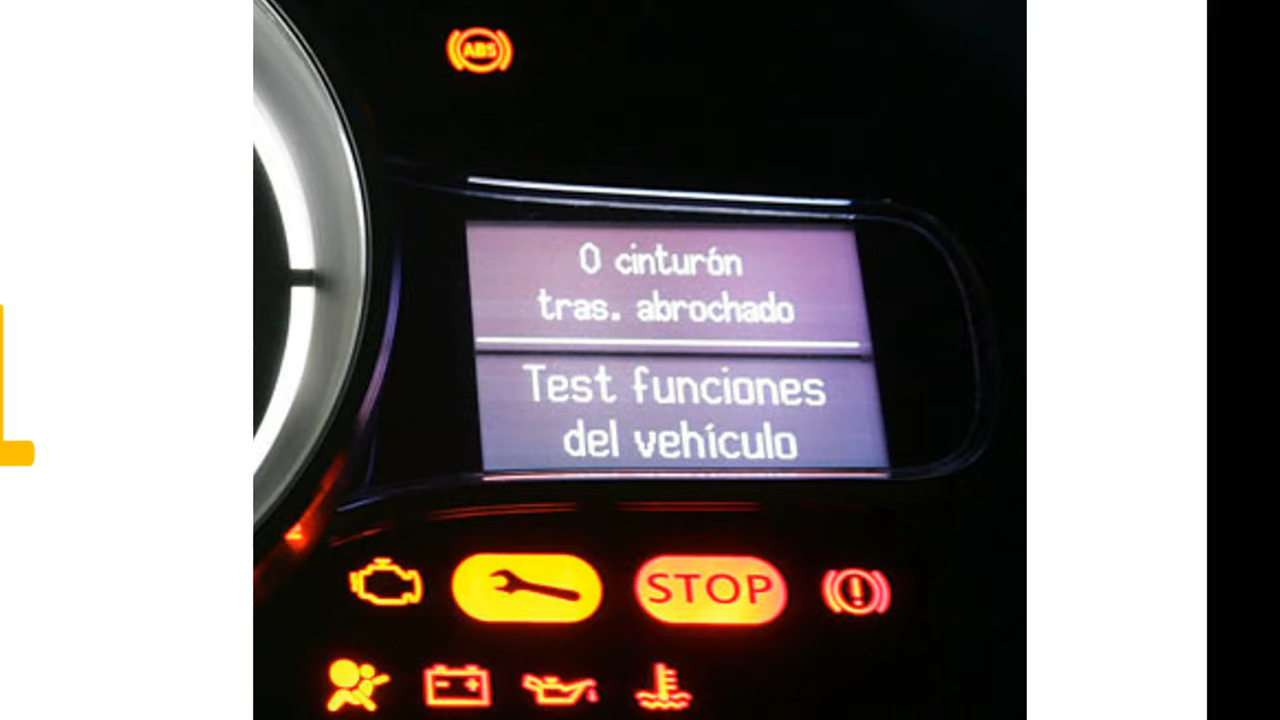 ABS
0 cinturón
tras. abrochado
Test funciones
del vehículo
STOP